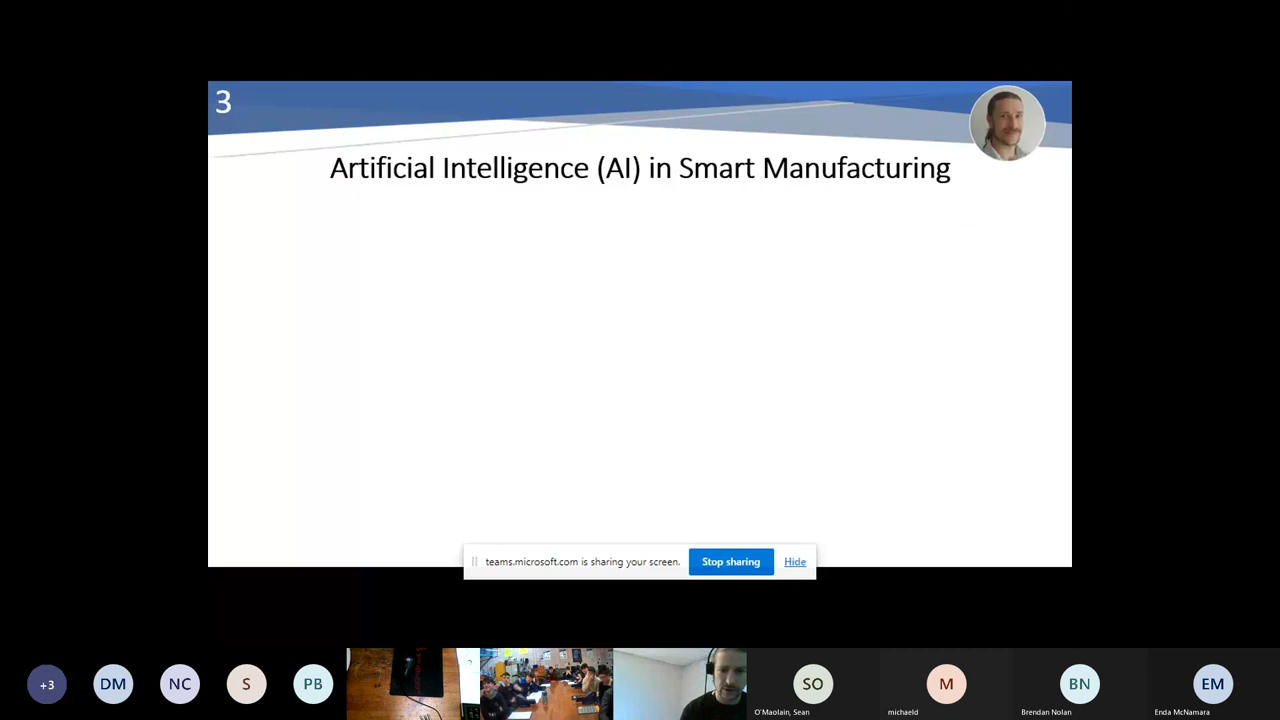 3
Artificial Intelligence (AI) in Smart Manufacturing
teams.microsoft.com is sharing your screen. Stop sharing Hide
+3 DM NC S PB SO M BN EM
O'Maolain, Sean michaeld Brendan Nolan Enda McNamara